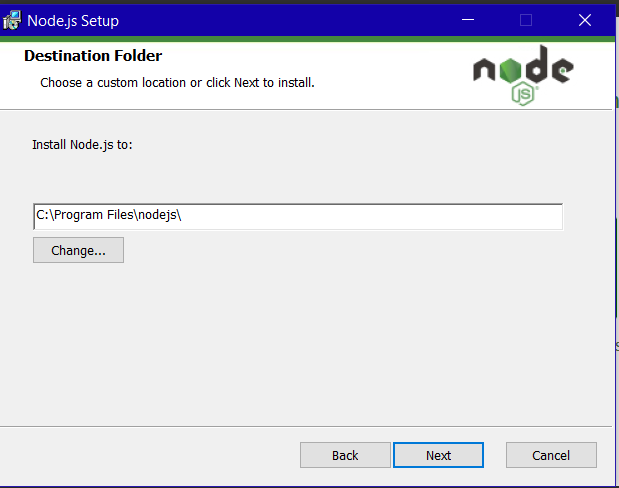 Node.js Setup
Destination Folder
Choose a custom location or click Next to install.
node
JS
Install Node.js to:
C:\Program Files\nodejs\
Change...
Back
Next
Cancel